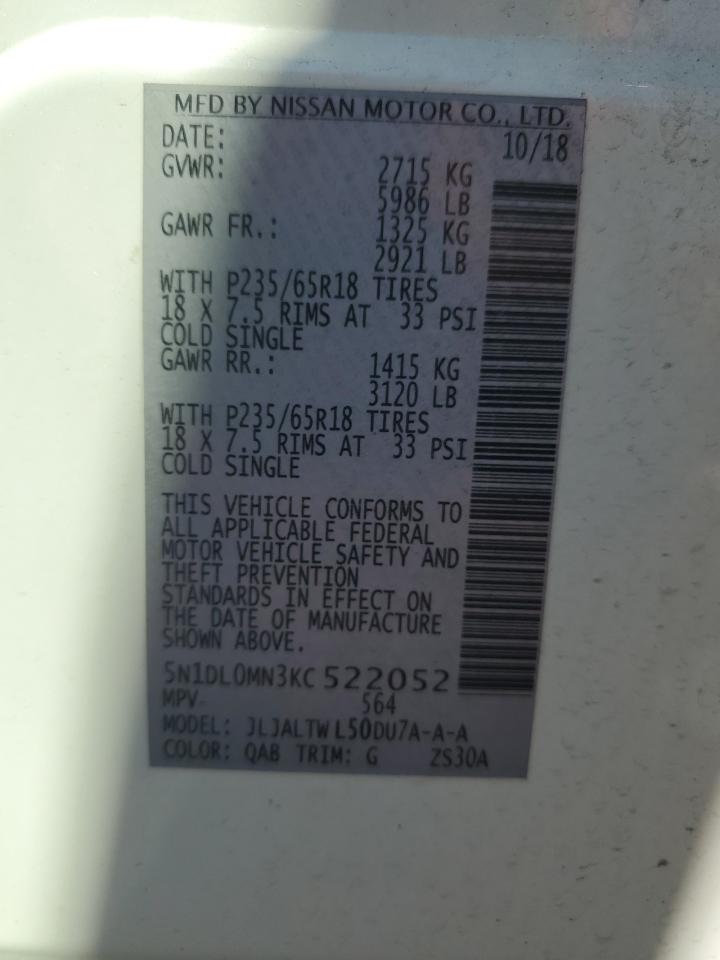 MFD BY NISSAN MOTOR CO., LTD.
DATE: 10/18
GVWR: 2715 KG
5986 LB
GAWR FR.: 1325 KG
2921 LB
WITH P235/65R18 TIRES
18 X 7.5 RIMS AT 33 PSI
COLD SINGLE
GAWR RR.: 1415 KG
3120 LB
WITH P235/65R18 TIRES
18 X 7.5 RIMS AT 33 PSI
COLD SINGLE
THIS VEHICLE CONFORMS TO
ALL APPLICABLE FEDERAL
MOTOR VEHICLE SAFETY AND
THEFT PREVENTION
STANDARDS IN EFFECT ON
THE DATE OF MANUFACTURE
SHOWN ABOVE.
5N1DL0MN3KC 522052
MPV 564
MODEL: JLJALTW L50DU7A-A-A
COLOR: QAB TRIM: G ZS30A